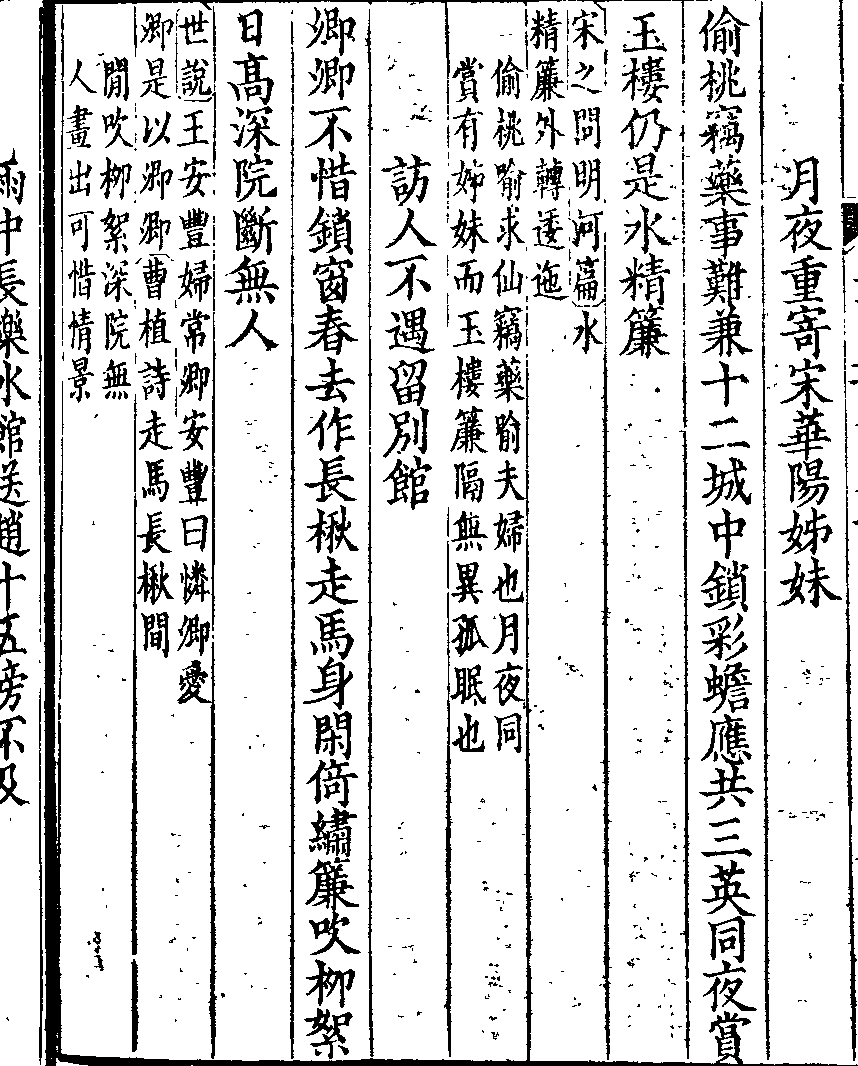 月夜重寄宋華陽姊妹
偷桃竊藥事難兼十二城中鎖彩蟾應共三英同夜賞
玉樓仍是水精簾
宋之問明河篇水
精簾外轉逶迤
偷桃喻求仙竊藥喻夫婦也月夜同
賞有姊妹而玉樓簾隔無異孤眠也
訪人不遇留別館
卿卿不惜鎖窗春去作長楸走馬身閑倚繡簾吹柳絮
日高深院斷無人
世說王安豐婦常卿安豐曰憐卿愛
卿是以卿卿曹植詩走馬長楸間
閒吹柳絮深院無
人畫出可惜情景
雨中長樂水館送趙十五滂不及